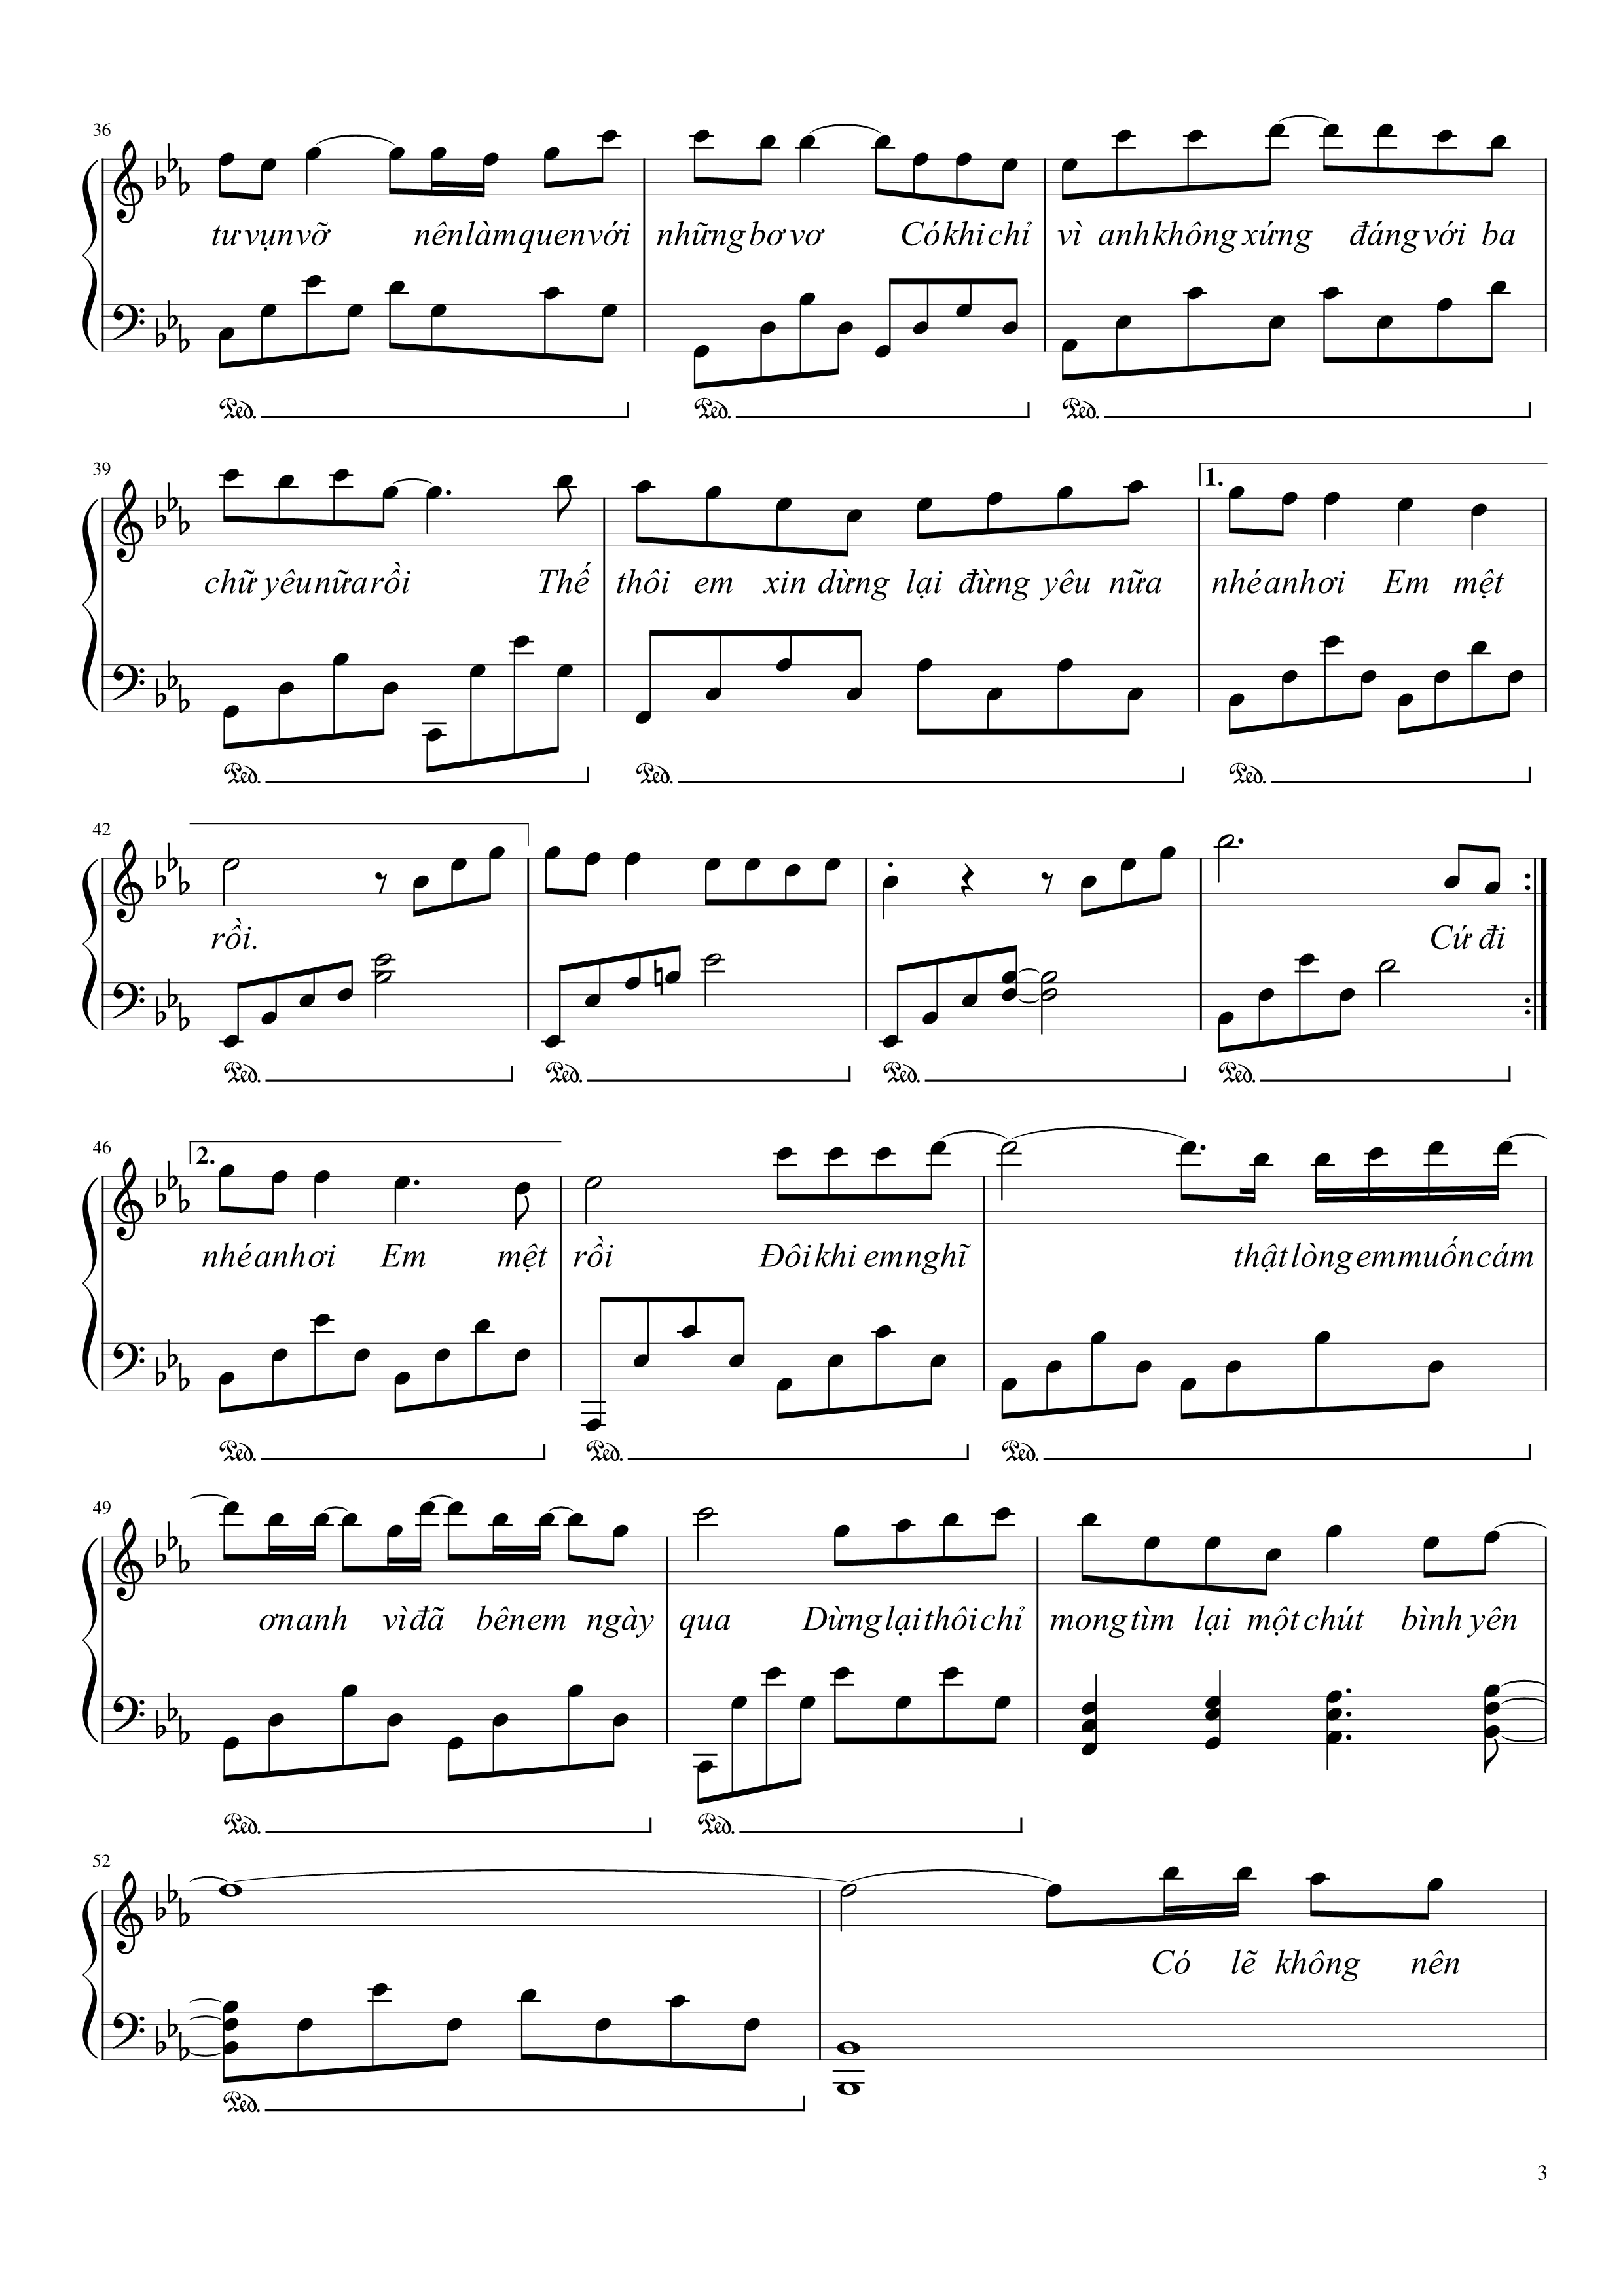 36
tư vụn vỡ nên làm quen với những bơ vơ Có khi chỉ vì anh không xứng đáng với ba
Ped. Ped. Ped.
39
1.
chữ yêu nữa rồi Thế thôi em xin dừng lại đừng yêu nữa nhé anh ơi Em mệt
Ped. Ped. Ped.
42
rồi. Cứ đi
Ped. Ped. Ped. Ped.
46
2.
nhé anh ơi Em mệt rồi Đôi khi em nghĩ thật lòng em muốn cám
Ped. Ped. Ped.
49
ơn anh vì đã bên em ngày qua Dừng lại thôi chỉ mong tìm lại một chút bình yên
Ped. Ped.
52
Có lẽ không nên
Ped.
3